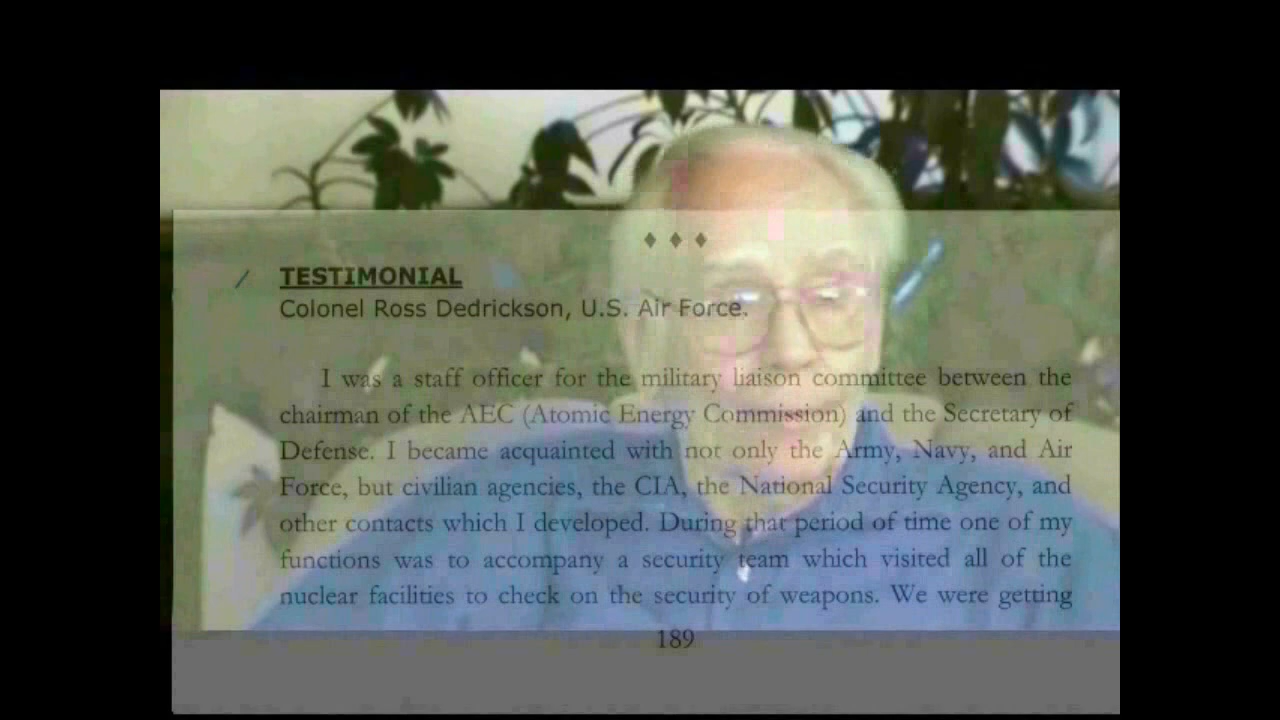 ♦ ♦ ♦
TESTIMONIAL
Colonel Ross Dedrickson, U.S. Air Force.
I was a staff officer for the military liaison committee between the
chairman of the AEC (Atomic Energy Commission) and the Secretary of
Defense. I became acquainted with not only the Army, Navy, and Air
Force, but civilian agencies, the CIA, the National Security Agency, and
other contacts which I developed. During that period of time one of my
functions was to accompany a security team which visited all of the
nuclear facilities to check on the security of weapons. We were getting
189